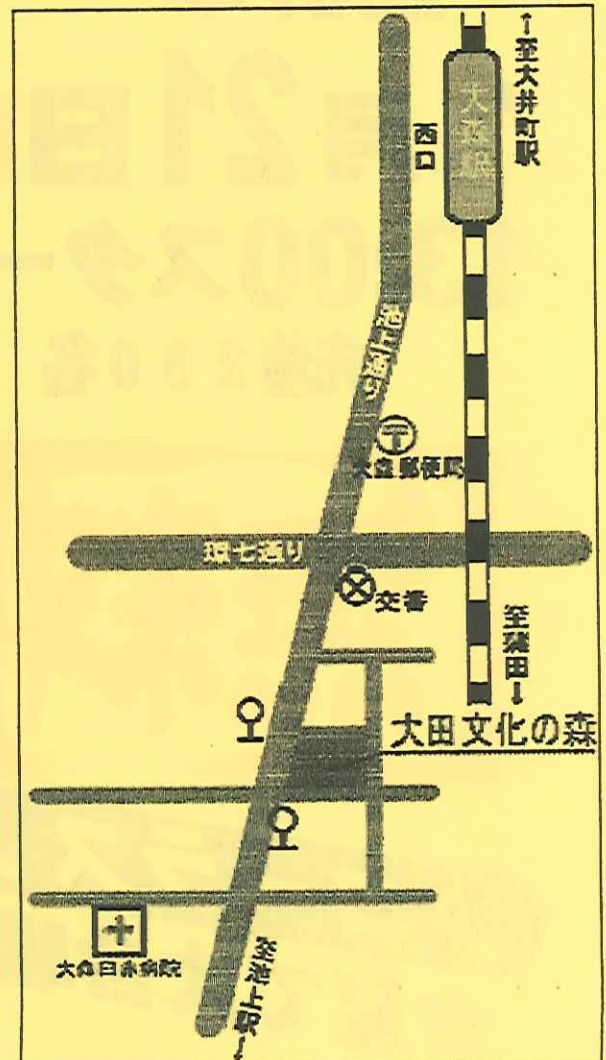 ↑至大井町駅
大森駅
西口
池上通り
大森郵便局
環七通り
交番
至蒲田↓
大田文化の森
大森日赤病院
至池上駅↓